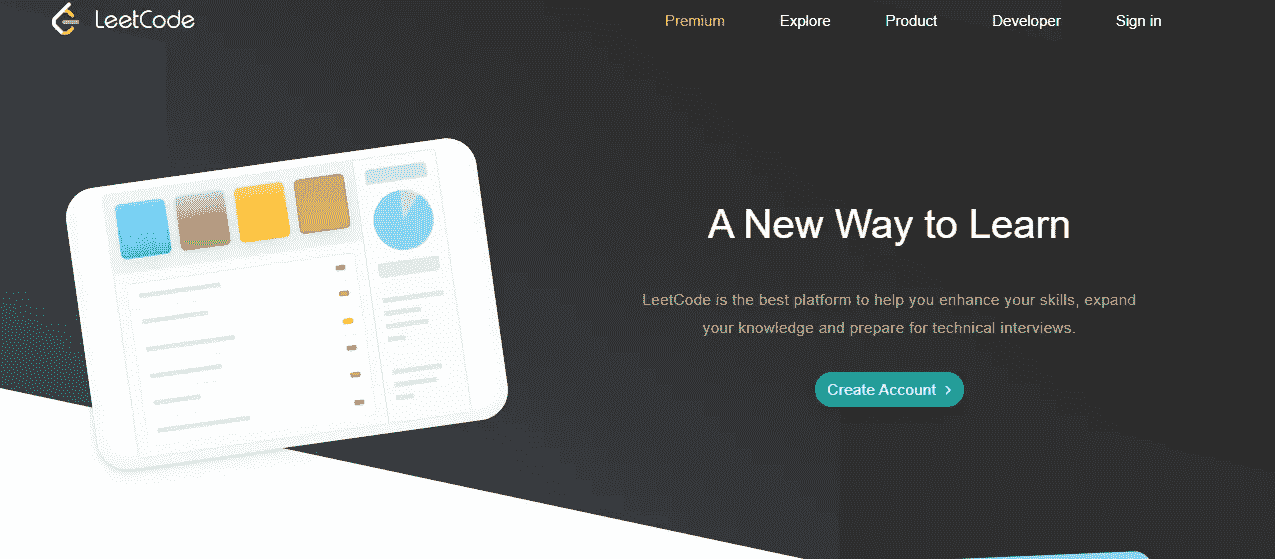 LeetCode
Premium
Explore
Product
Developer
Sign in
A New Way to Learn
LeetCode is the best platform to help you enhance your skills, expand
your knowledge and prepare for technical interviews.
Create Account